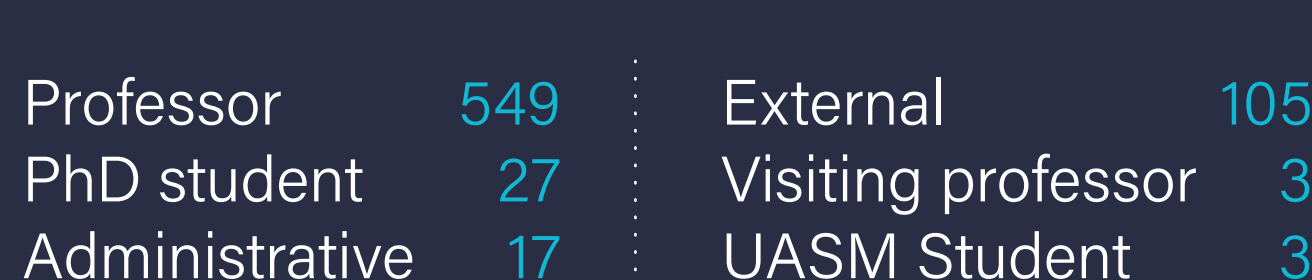 Professor 549
PhD student 27
Administrative 17
External 105
Visiting professor 3
UASM Student 3